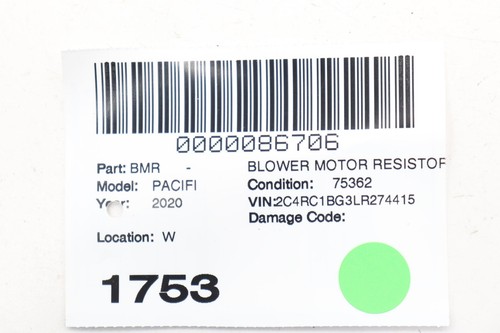 0000086706
Part: BMR - BLOWER MOTOR RESISTOR
Model: PACIFI Condition: 75362
Year: 2020 VIN:2C4RC1BG3LR274415
Damage Code:
Location: W
1753